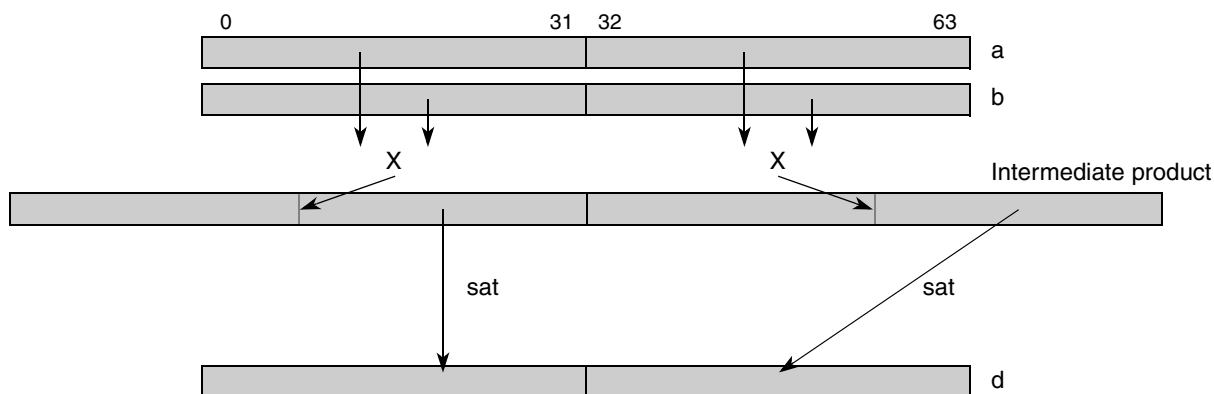 0 31 32 63
a
b
X X
Intermediate product
sat sat
d